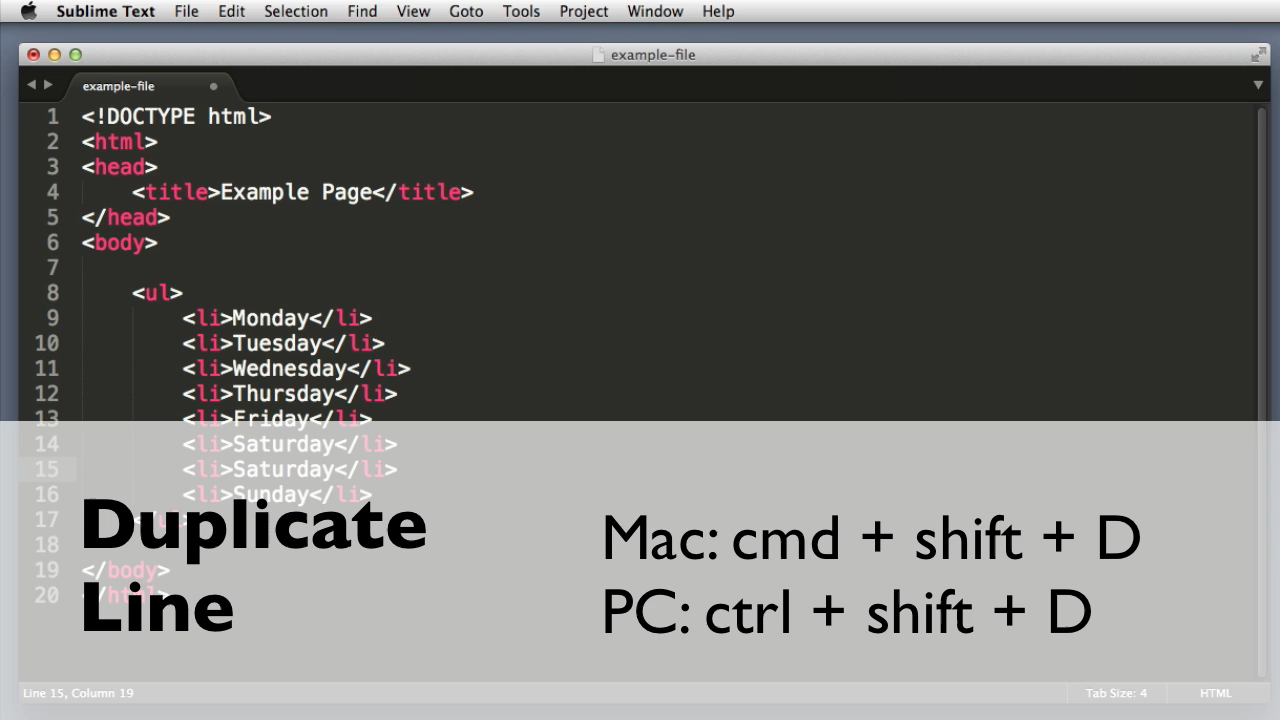 Sublime Text File Edit Selection Find View Goto Tools Project Window Help
example-file
example-file
1 <!DOCTYPE html>
2 <html>
3 <head>
4     <title>Example Page</title>
5 </head>
6 <body>
7
8     <ul>
9         <li>Monday</li>
10         <li>Tuesday</li>
11         <li>Wednesday</li>
12         <li>Thursday</li>
13         <li>Friday</li>
14         <li>Saturday</li>
15         <li>Saturday</li>
16         <li>Sunday</li>
17     </ul>
18
19 </body>
20 </html>
Duplicate
Line
Mac: cmd + shift + D
PC: ctrl + shift + D
Line 15, Column 19 Tab Size: 4 HTML